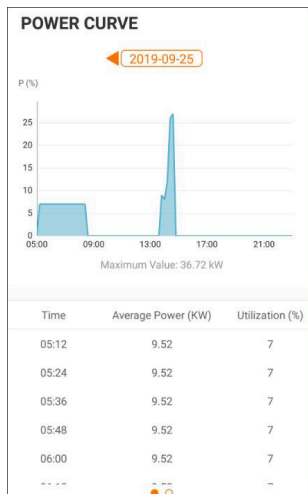 POWER CURVE
2019-09-25
P (%)
25
20
15
10
5
0
05:00 09:00 13:00 17:00 21:00
Maximum Value: 36.72 kW
Time Average Power (KW) Utilization (%)
05:12 9.52 7
05:24 9.52 7
05:36 9.52 7
05:48 9.52 7
06:00 9.52 7